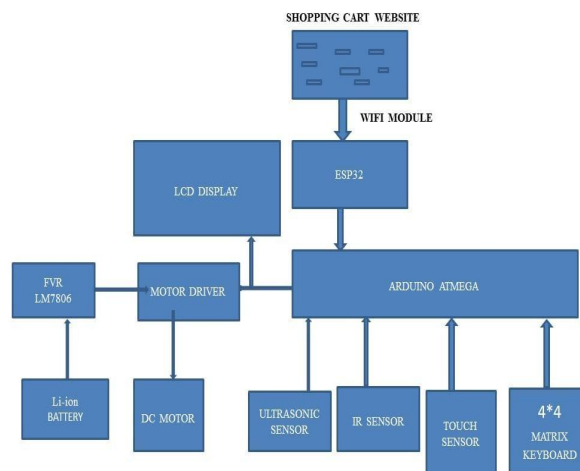 SHOPPING CART WEBSITE
WIFI MODULE
LCD DISPLAY
ESP32
FVR
LM7806
MOTOR DRIVER
ARDUINO ATMEGA
Li-ion
BATTERY
DC MOTOR
ULTRASONIC
SENSOR
IR SENSOR
TOUCH
SENSOR
4*4
MATRIX
KEYBOARD